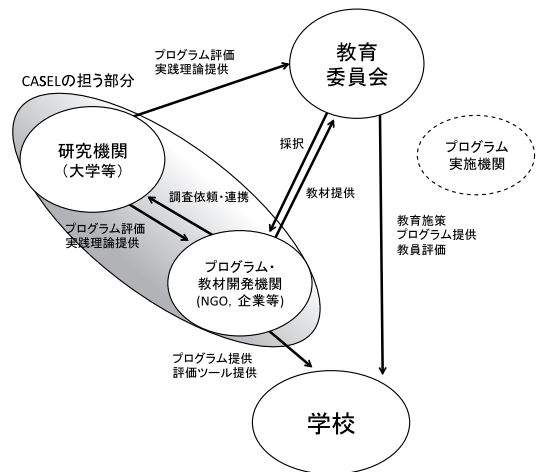 プログラム評価
実践理論提供
教育
委員会
CASELの担う部分
研究機関
(大学等)
採択
プログラム
実施機関
調査依頼・連携
教材提供
プログラム評価
実践理論提供
教育施策
プログラム提供
教員評価
プログラム・
教材開発機関
(NGO，企業等)
プログラム提供
評価ツール提供
学校